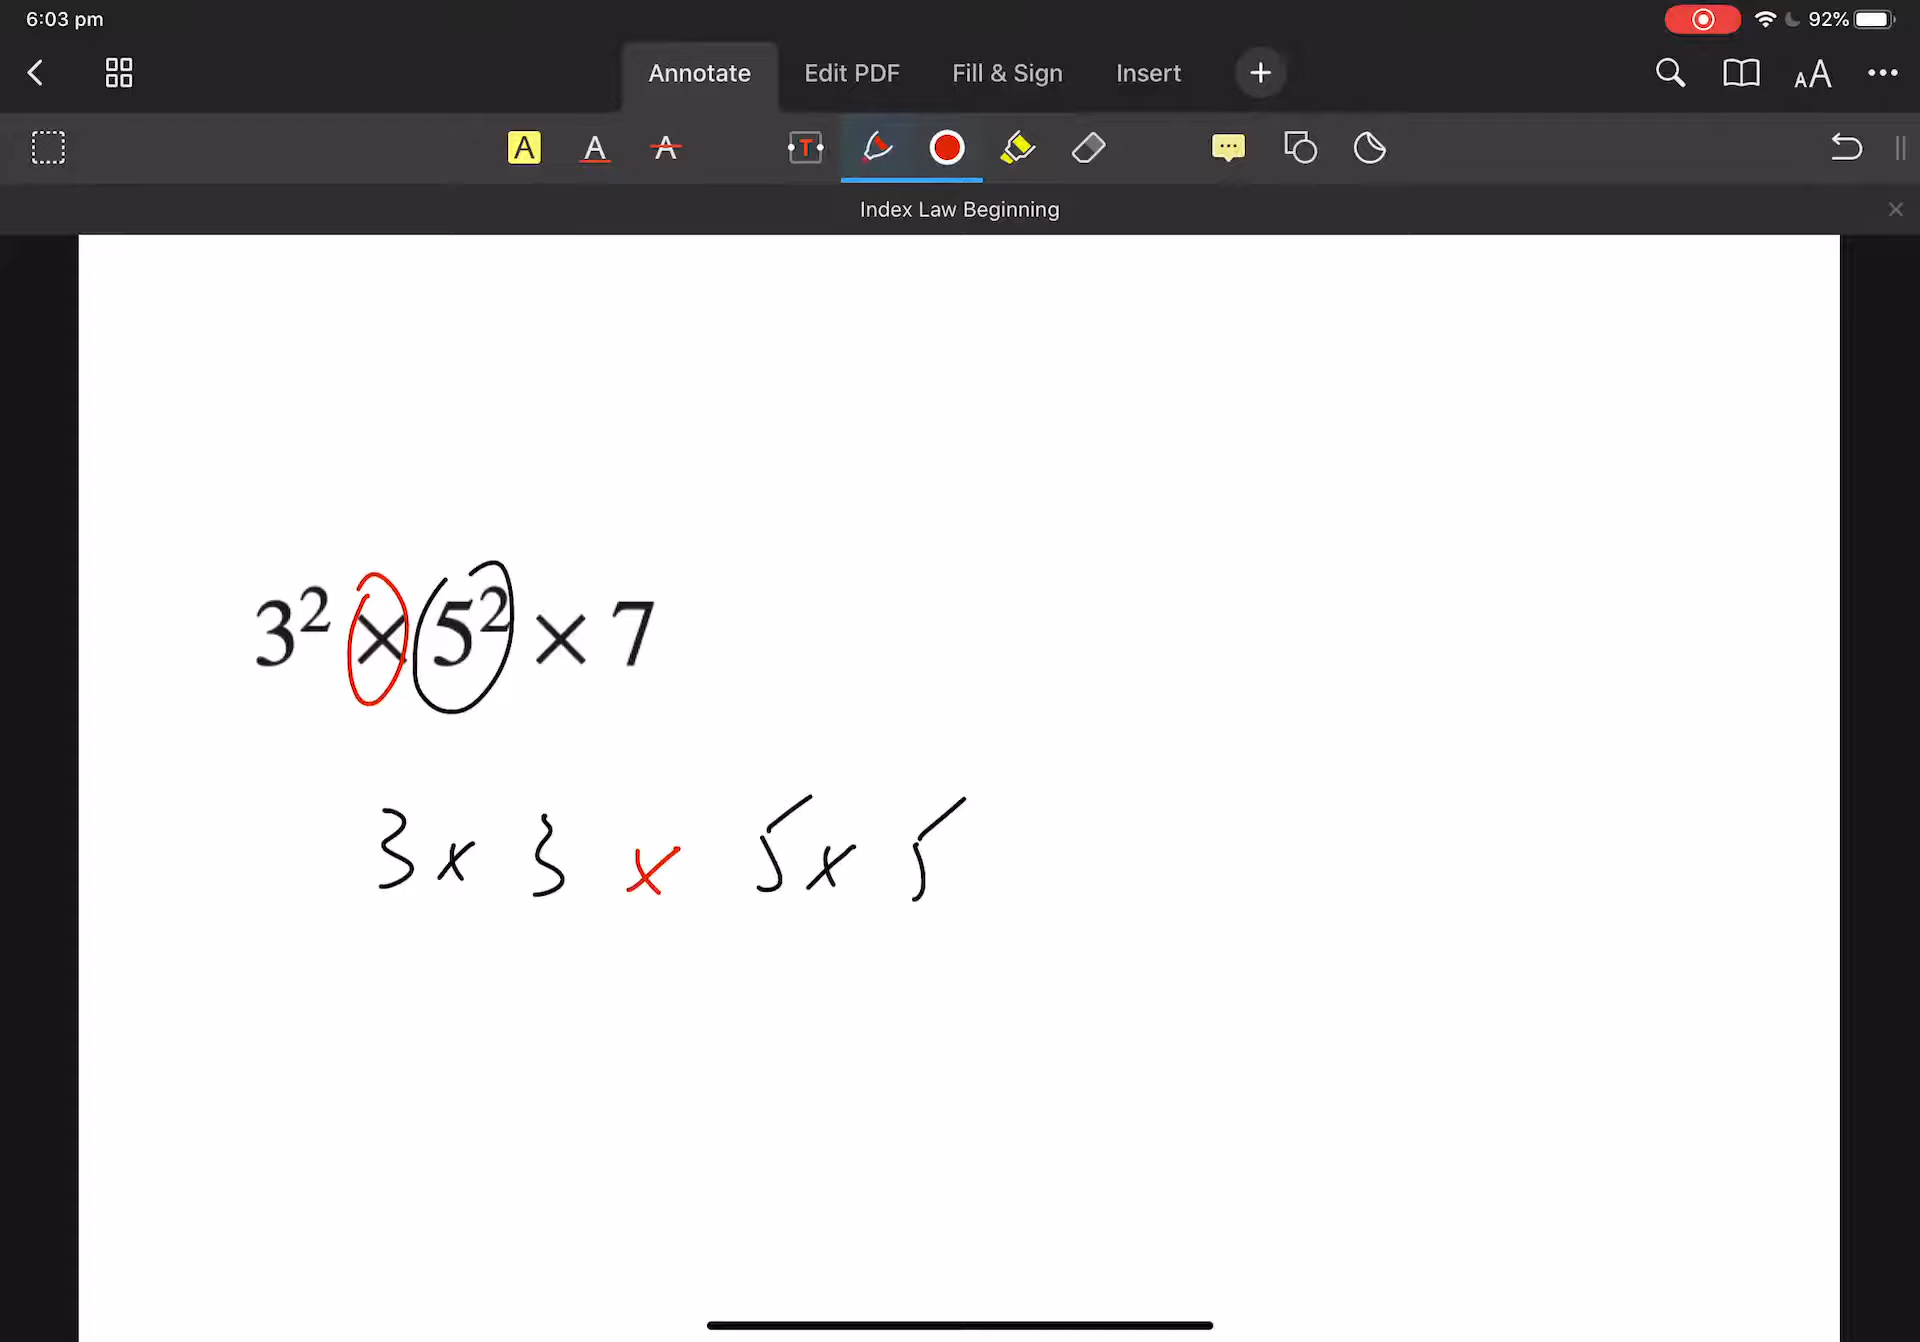 6:03 pm 92%
Annotate Edit PDF Fill & Sign Insert AA
A A A T
Index Law Beginning
3² × 5² × 7
3 × 3 × 5 × 5